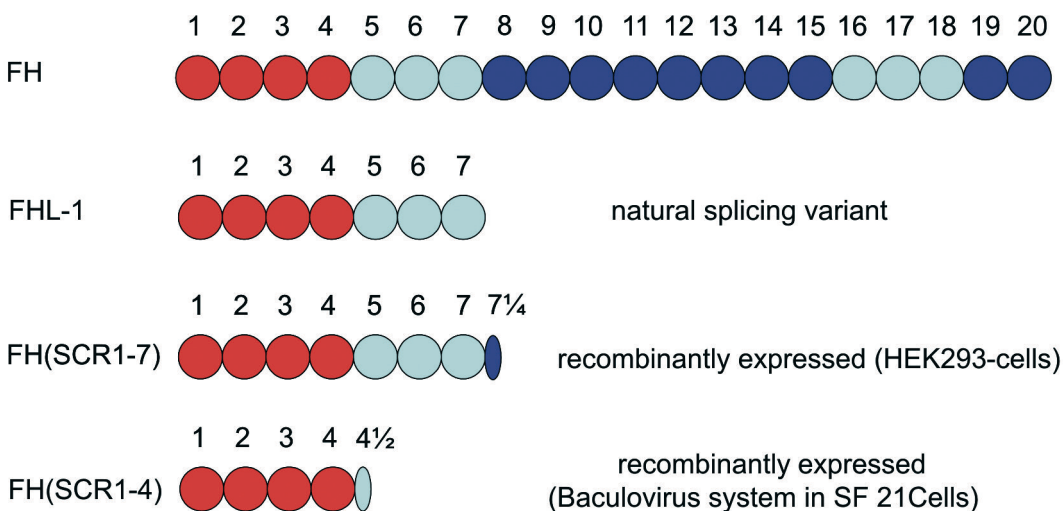 1 2 3 4 5 6 7 8 9 10 11 12 13 14 15 16 17 18 19 20
FH
1 2 3 4 5 6 7
FHL-1 natural splicing variant
1 2 3 4 5 6 7 7¼
FH(SCR1-7) recombinantly expressed (HEK293-cells)
1 2 3 4 4½
FH(SCR1-4) recombinantly expressed
(Baculovirus system in SF 21Cells)